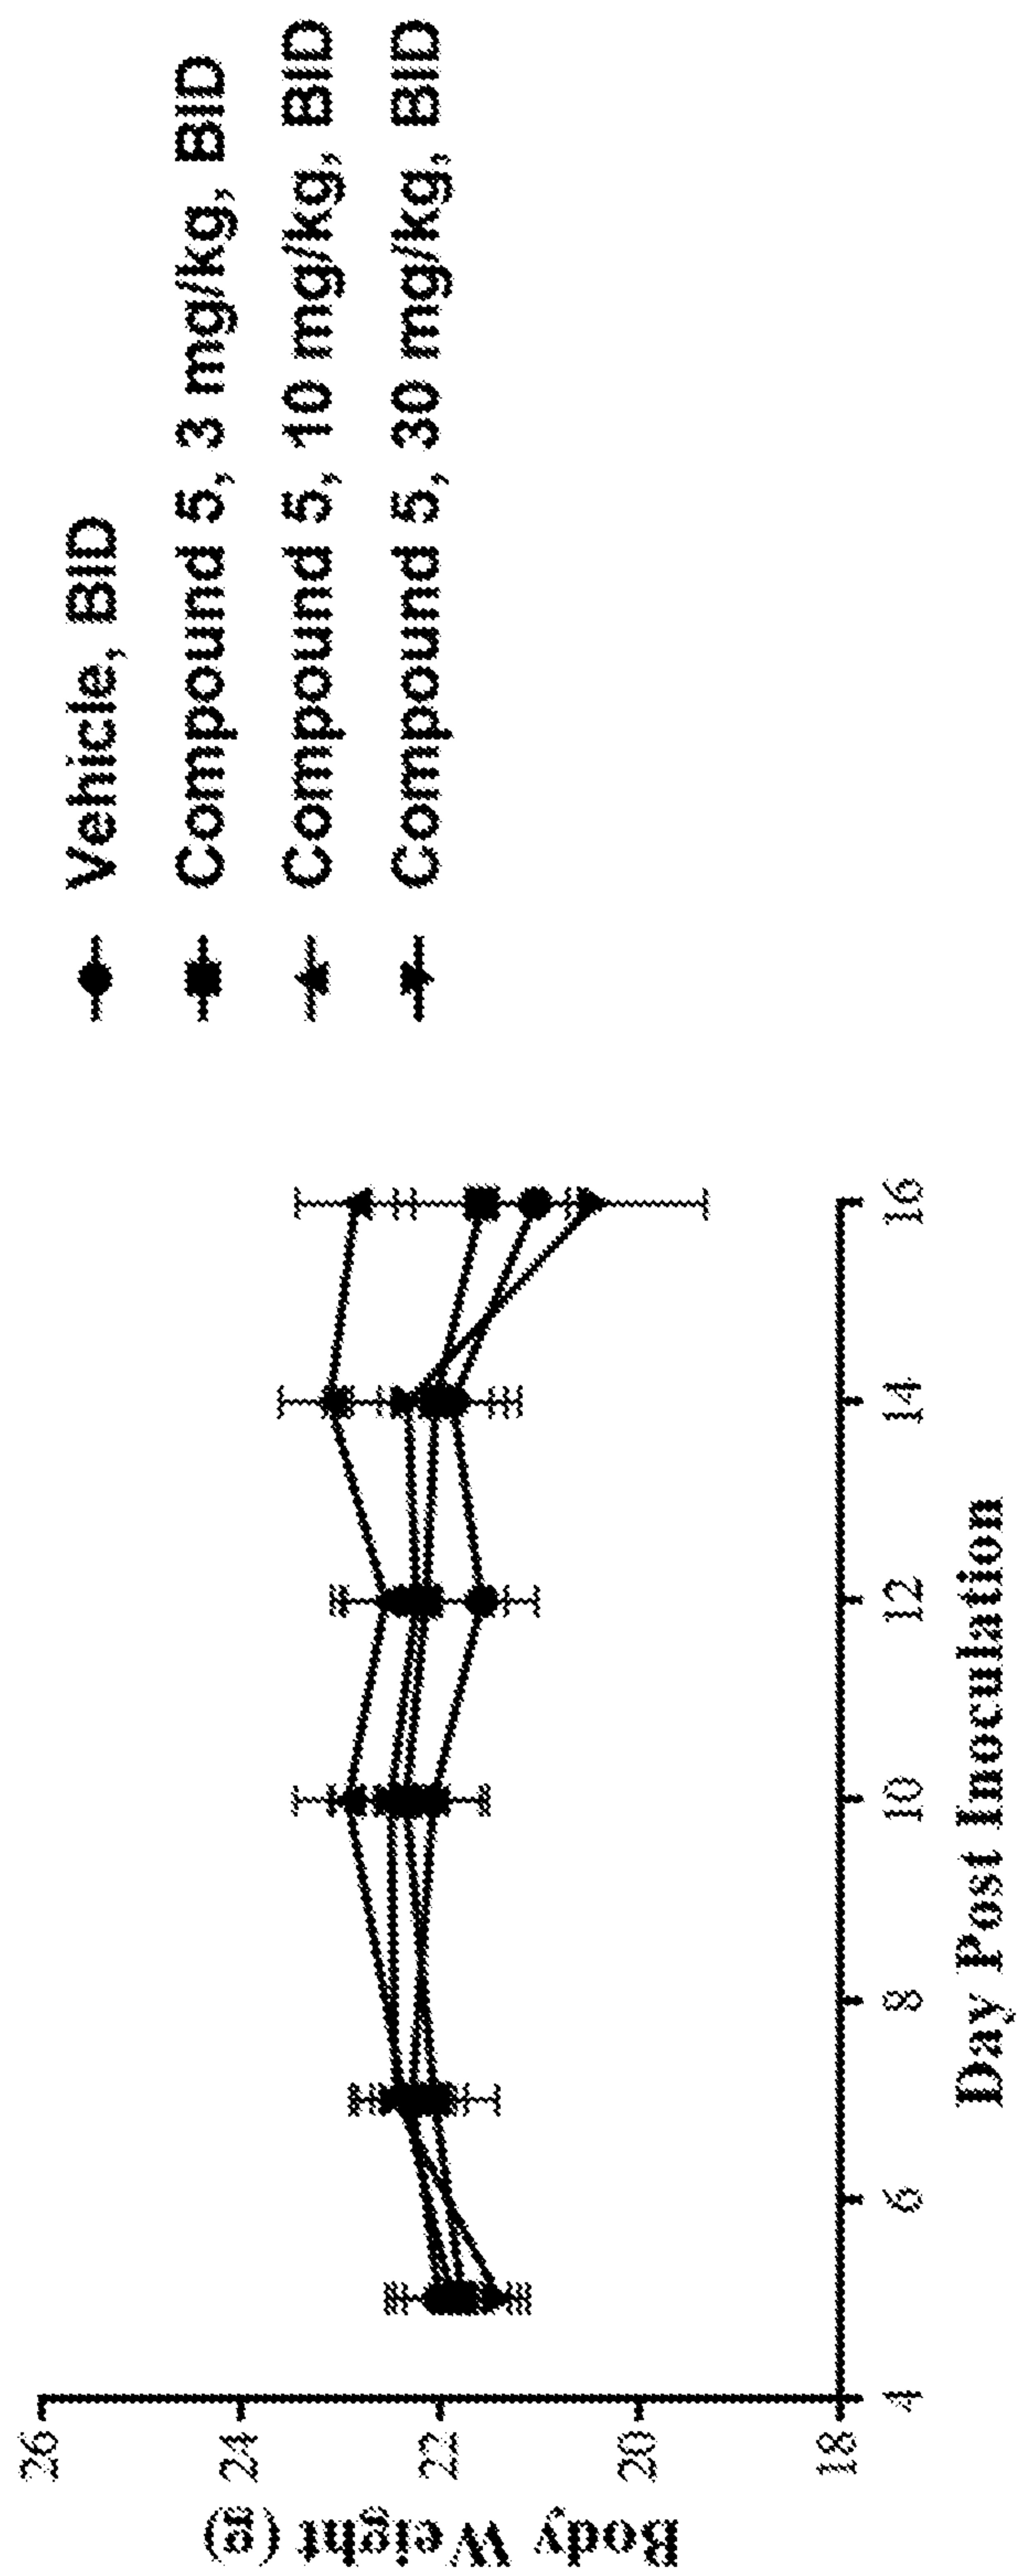 Vehicle, BID
Compound 5, 3 mg/kg, BID
Compound 5, 10 mg/kg, BID
Compound 5, 30 mg/kg, BID
Body Weight (g)
26
24
22
20
18
4
6
8
10
12
14
16
Day Post Inoculation